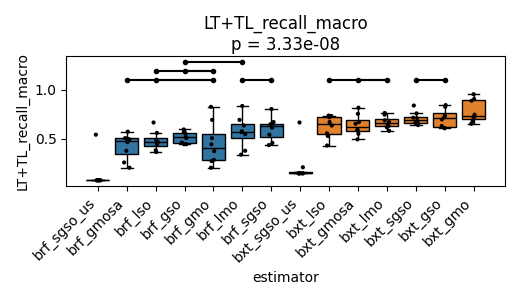 LT+TL_recall_macro
p = 3.33e-08
LT+TL_recall_macro
1.0
0.5
brf_sgso_us
brf_gmosa
brf_lso
brf_gso
brf_gmo
brf_lmo
brf_sgso
bxt_sgso_us
bxt_lso
bxt_gmosa
bxt_lmo
bxt_sgso
bxt_gso
bxt_gmo
estimator